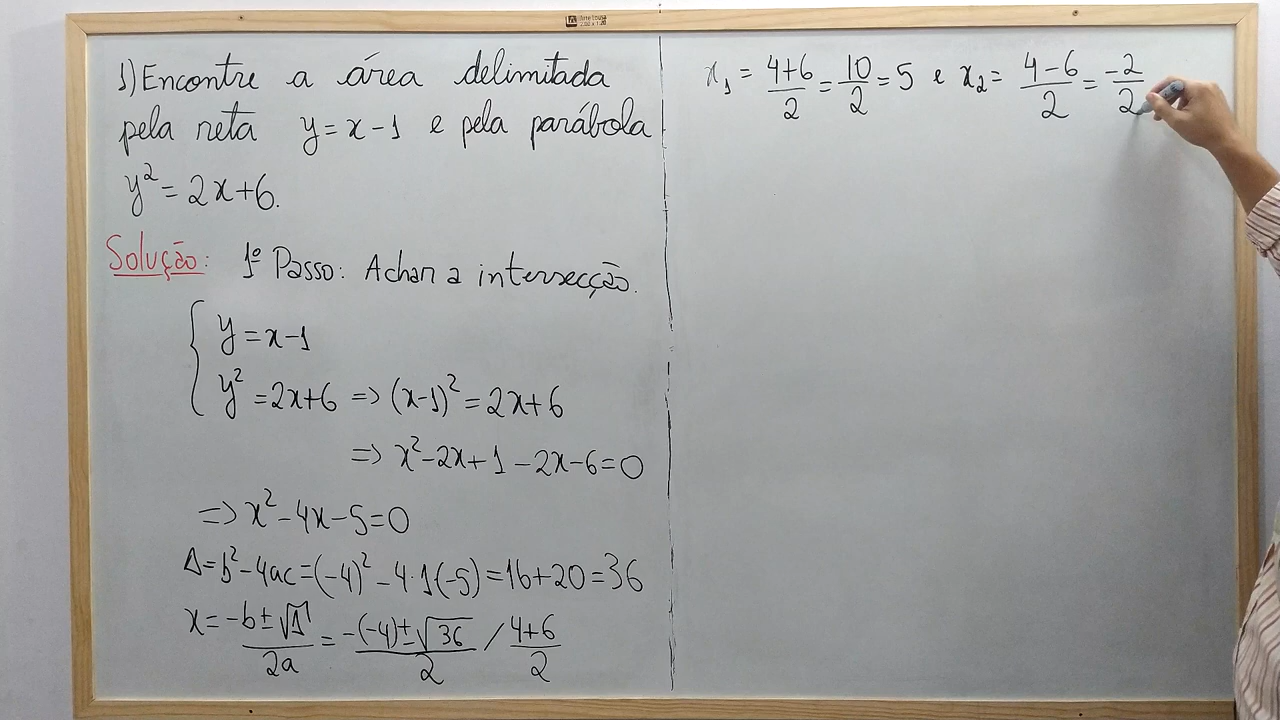 Arte Lousa
1) Encontre a área delimitada
pela reta y = x - 1 e pela parábola
y² = 2x + 6.
Solução: 1º Passo: Achar a intersecção.
y = x - 1
y² = 2x + 6 => (x - 1)² = 2x + 6
=> x² - 2x + 1 - 2x - 6 = 0
=> x² - 4x - 5 = 0
Δ = b² - 4ac = (-4)² - 4·1(-5) = 16 + 20 = 36
x = -b ± √Δ / 2a = -(-4) ± √36 / 2 / 4+6 / 2
x₁ = 4+6 / 2 = 10 / 2 = 5 e x₂ = 4-6 / 2 = -2 / 2